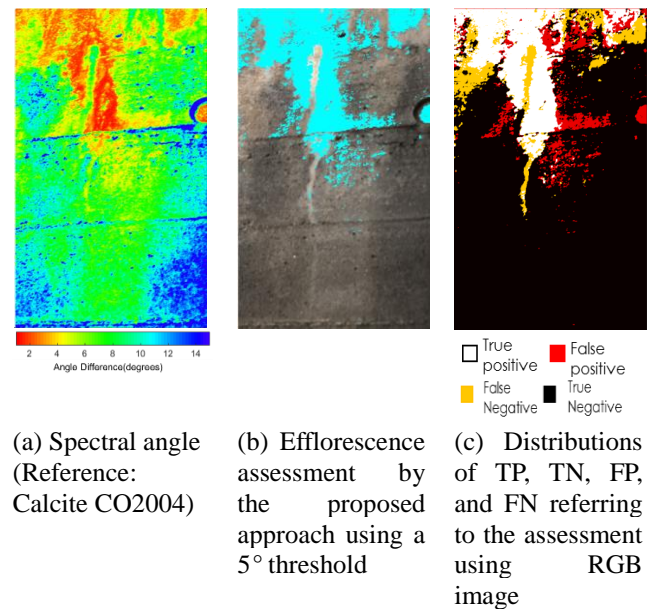 2 4 6 8 10 12 14
Angle Difference(degrees)
True positive
False positive
False Negative
True Negative
(a) Spectral angle
(Reference:
Calcite CO2004)
(b) Efflorescence
assessment by
the proposed
approach using a
5° threshold
(c) Distributions
of TP, TN, FP,
and FN referring
to the assessment
using RGB
image